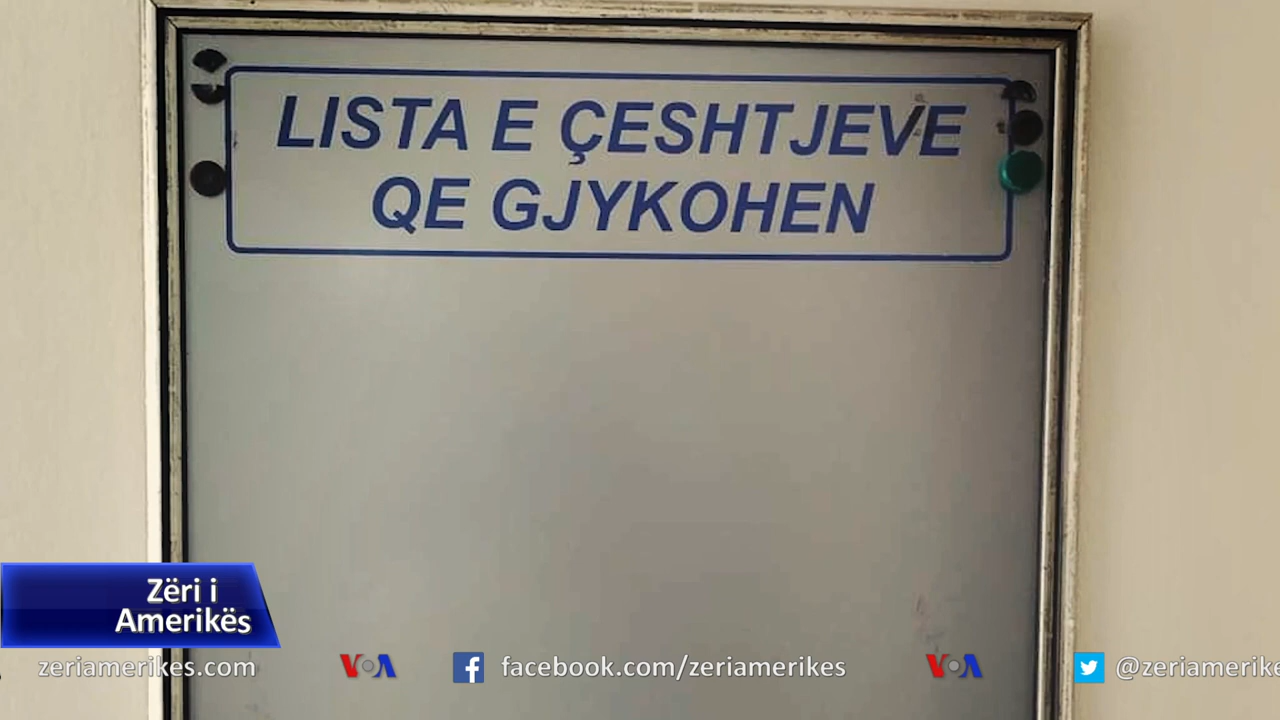 LISTA E ÇESHTJEVE
QE GJYKOHEN
Zëri i
Amerikës
zeriamerikes.com
VOA
facebook.com/zeriamerikes
VOA
@zeriamerike